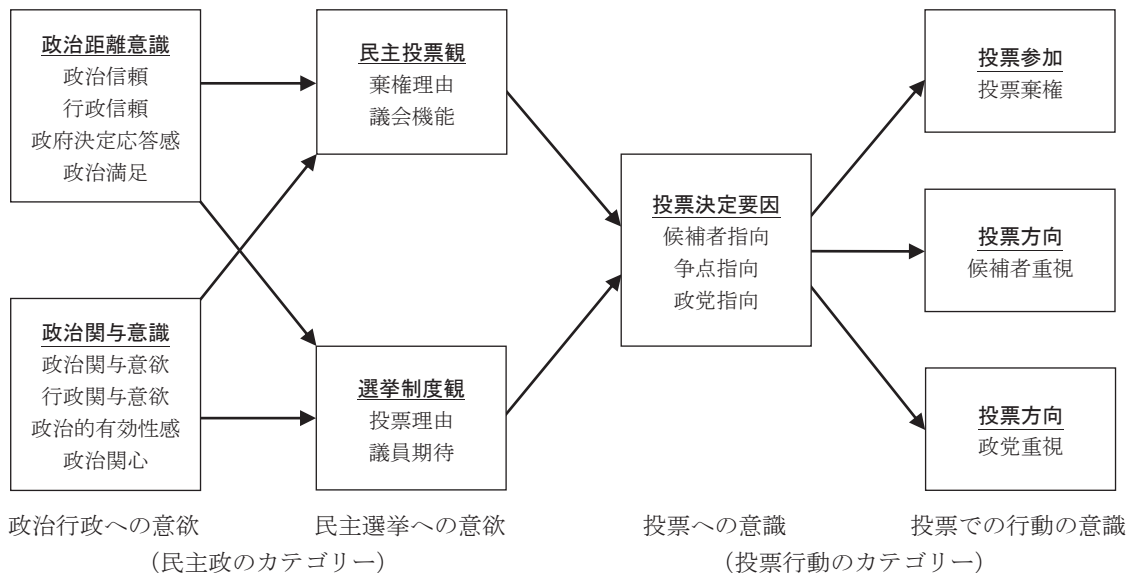 政治距離意識
政治信頼
行政信頼
政府決定応答感
政治満足
政治関与意識
政治関与意欲
行政関与意欲
政治的有効性感
政治関心
民主投票観
棄権理由
議会機能
選挙制度観
投票理由
議員期待
投票決定要因
候補者指向
争点指向
政党指向
投票参加
投票棄権
投票方向
候補者重視
投票方向
政党重視
政治行政への意欲
民主選挙への意欲
投票への意識
投票での行動の意識
（民主政のカテゴリー）
（投票行動のカテゴリー）